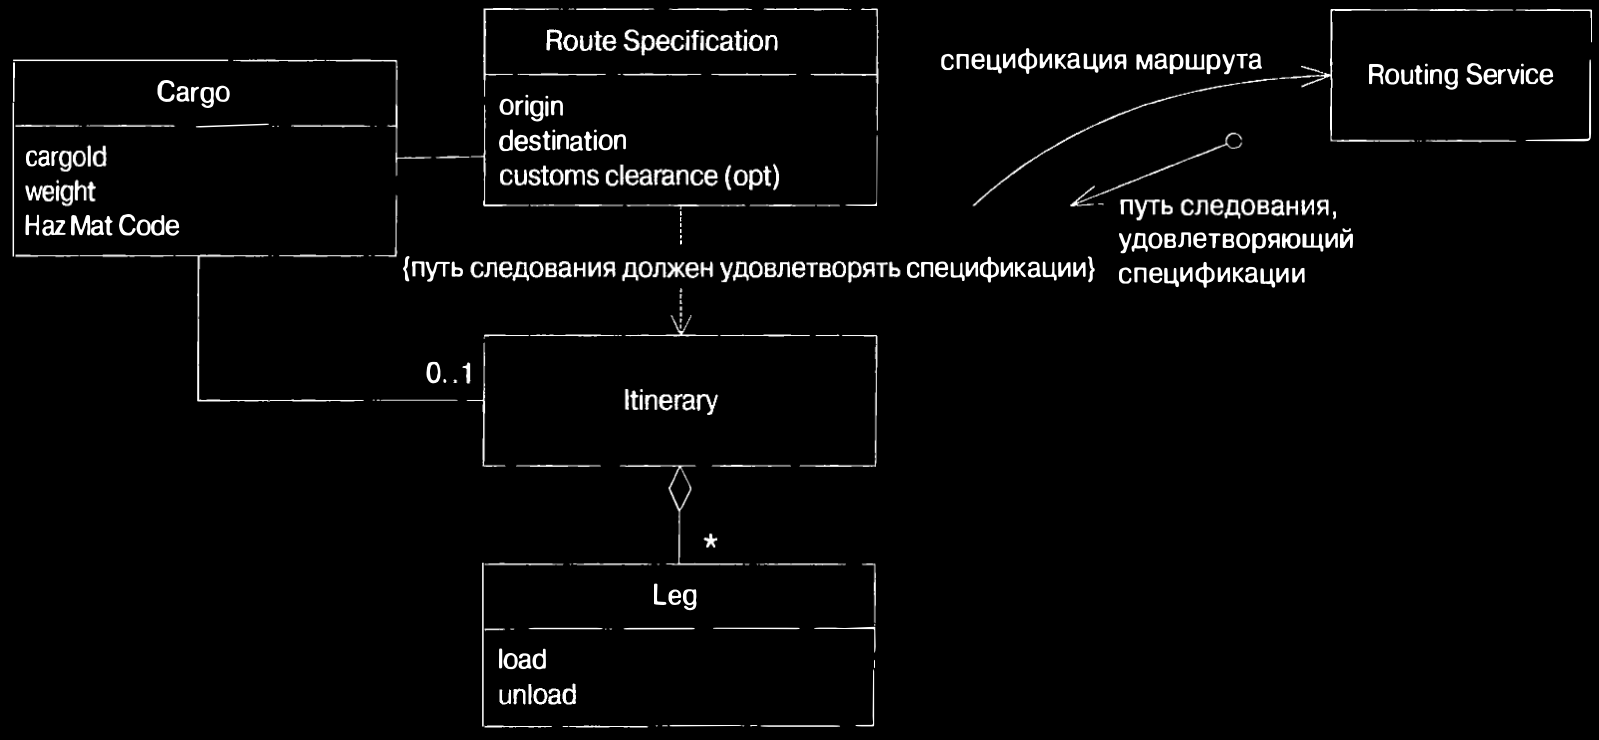 Cargo
cargoId
weight
Haz Mat Code
Route Specification
origin
destination
customs clearance (opt)
спецификация маршрута
Routing Service
путь следования,
удовлетворяющий
спецификации
{путь следования должен удовлетворять спецификации}
0..1
Itinerary
*
Leg
load
unload